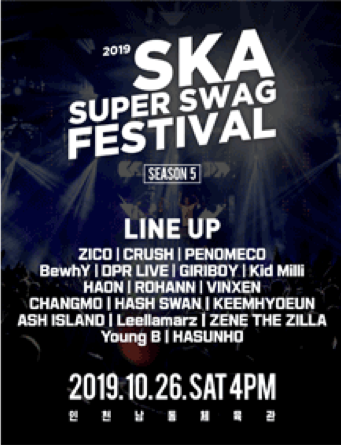 2019 SKA
SUPER SWAG
FESTIVAL
SEASON 5
LINE UP
ZICO | CRUSH | PENOMECO
BewhY | DPR LIVE | GIRIBOY | Kid Milli
HAON | ROHANN | VINXEN
CHANGMO | HASH SWAN | KEEMHYOEUN
ASH ISLAND | Leellamarz | ZENE THE ZILLA
Young B | HASUNHO
2019.10.26.SAT 4PM
인천남동체육관